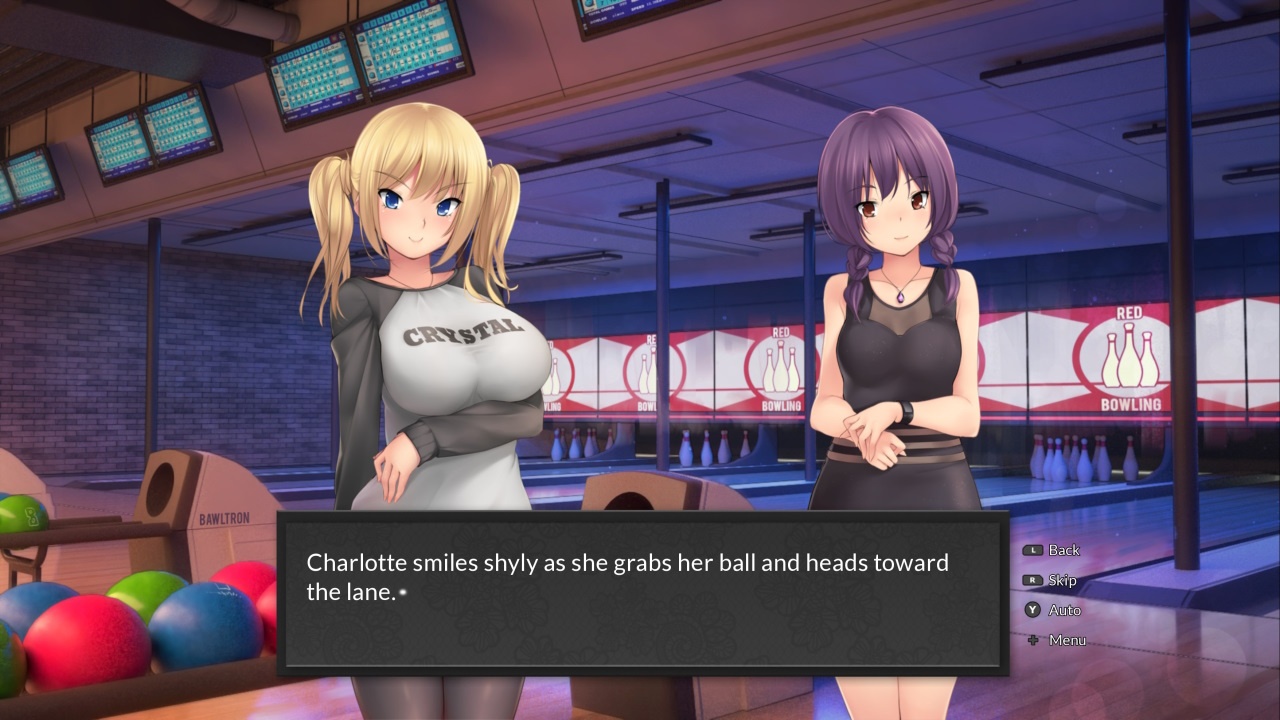 CRYSTAL
RED
BOWLING
RED
BOWLING
BAWLTRON
8
Charlotte smiles shyly as she grabs her ball and heads toward
the lane.
L Back
R Skip
Y Auto
Menu